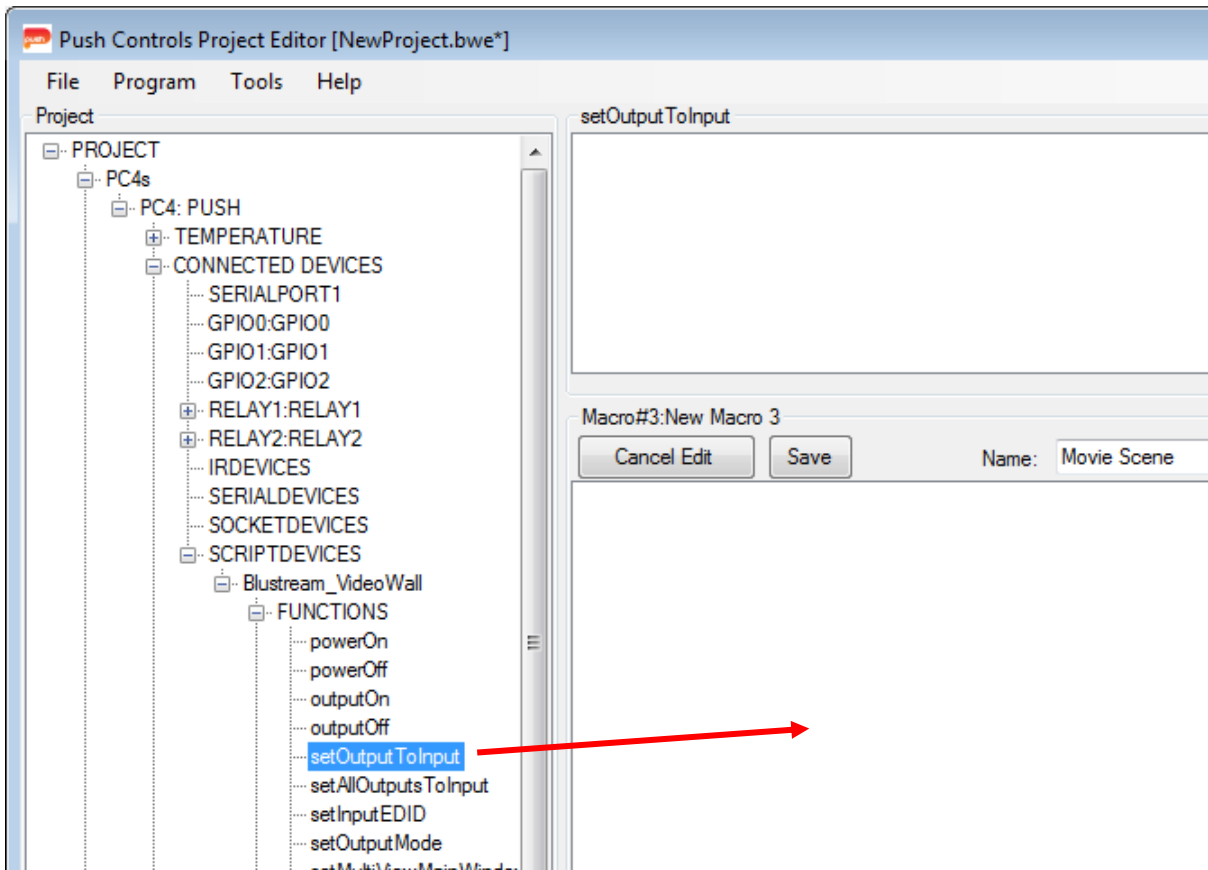 Push Controls Project Editor [NewProject.bwe*]
File Program Tools Help
Project
PROJECT
PC4s
PC4: PUSH
TEMPERATURE
CONNECTED DEVICES
SERIALPORT1
GPIO0:GPIO0
GPIO1:GPIO1
GPIO2:GPIO2
RELAY1:RELAY1
RELAY2:RELAY2
IRDEVICES
SERIALDEVICES
SOCKETDEVICES
SCRIPTDEVICES
Blustream_VideoWall
FUNCTIONS
powerOn
powerOff
outputOn
outputOff
setOutputToInput
setAllOutputsToInput
setInputEDID
setOutputMode
setOutputToInput
Macro#3:New Macro 3
Cancel Edit Save Name: Movie Scene